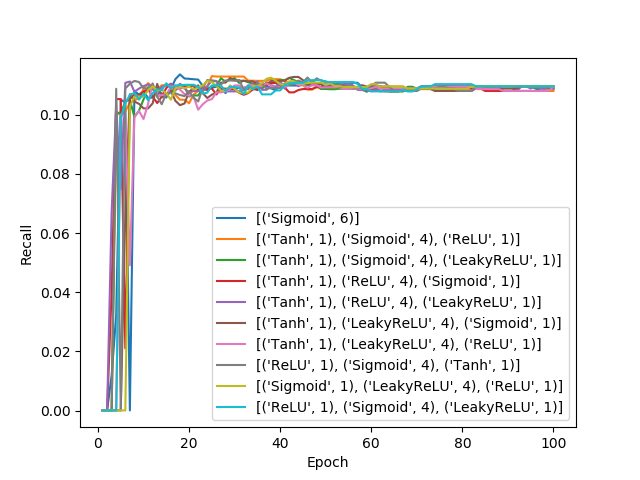 0.10
0.08
0.06
0.04
0.02
0.00
Recall
[('Sigmoid', 6)]
[('Tanh', 1), ('Sigmoid', 4), ('ReLU', 1)]
[('Tanh', 1), ('Sigmoid', 4), ('LeakyReLU', 1)]
[('Tanh', 1), ('ReLU', 4), ('Sigmoid', 1)]
[('Tanh', 1), ('ReLU', 4), ('LeakyReLU', 1)]
[('Tanh', 1), ('LeakyReLU', 4), ('Sigmoid', 1)]
[('Tanh', 1), ('LeakyReLU', 4), ('ReLU', 1)]
[('ReLU', 1), ('Sigmoid', 4), ('Tanh', 1)]
[('Sigmoid', 1), ('LeakyReLU', 4), ('ReLU', 1)]
[('ReLU', 1), ('Sigmoid', 4), ('LeakyReLU', 1)]
0 20 40 60 80 100
Epoch